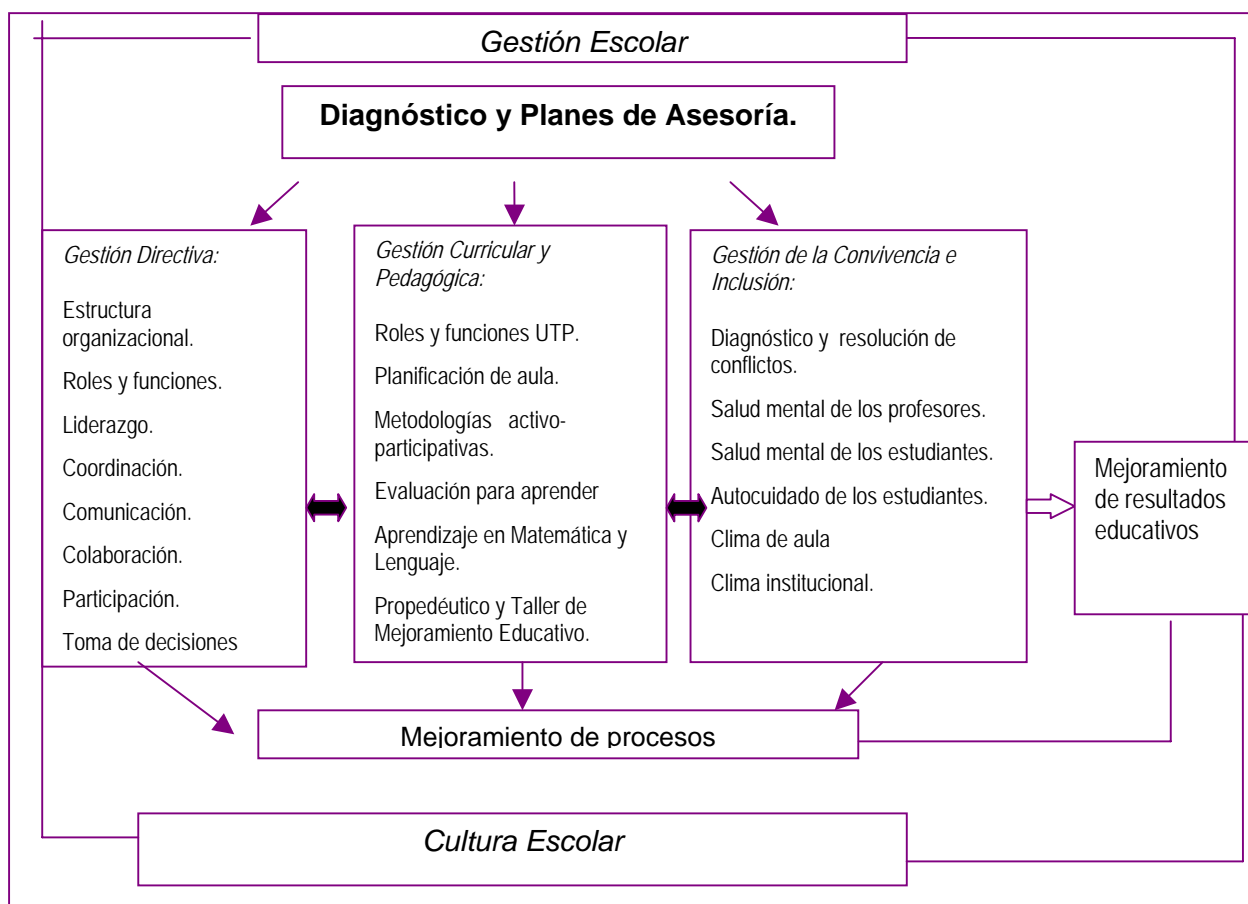 Gestión Escolar
Diagnóstico y Planes de Asesoría.
Gestión Directiva:
Estructura
organizacional.
Roles y funciones.
Liderazgo.
Coordinación.
Comunicación.
Colaboración.
Participación.
Toma de decisiones
Gestión Curricular y
Pedagógica:
Roles y funciones UTP.
Planificación de aula.
Metodologías activo-
participativas.
Evaluación para aprender
Aprendizaje en Matemática y
Lenguaje.
Propedéutico y Taller de
Mejoramiento Educativo.
Gestión de la Convivencia e
Inclusión:
Diagnóstico y resolución de
conflictos.
Salud mental de los profesores.
Salud mental de los estudiantes.
Autocuidado de los estudiantes.
Clima de aula
Clima institucional.
Mejoramiento
de resultados
educativos
Mejoramiento de procesos
Cultura Escolar